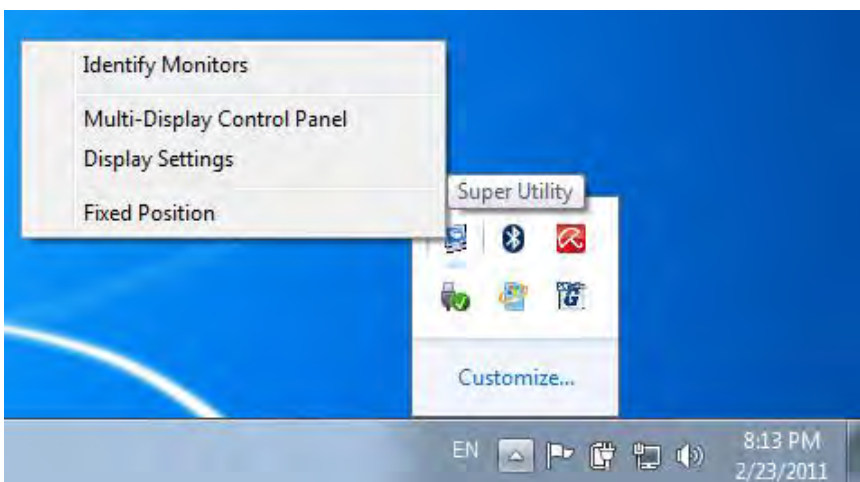 Identify Monitors
Multi-Display Control Panel
Display Settings
Fixed Position
Super Utility
G
Customize...
EN
8:13 PM
2/23/2011